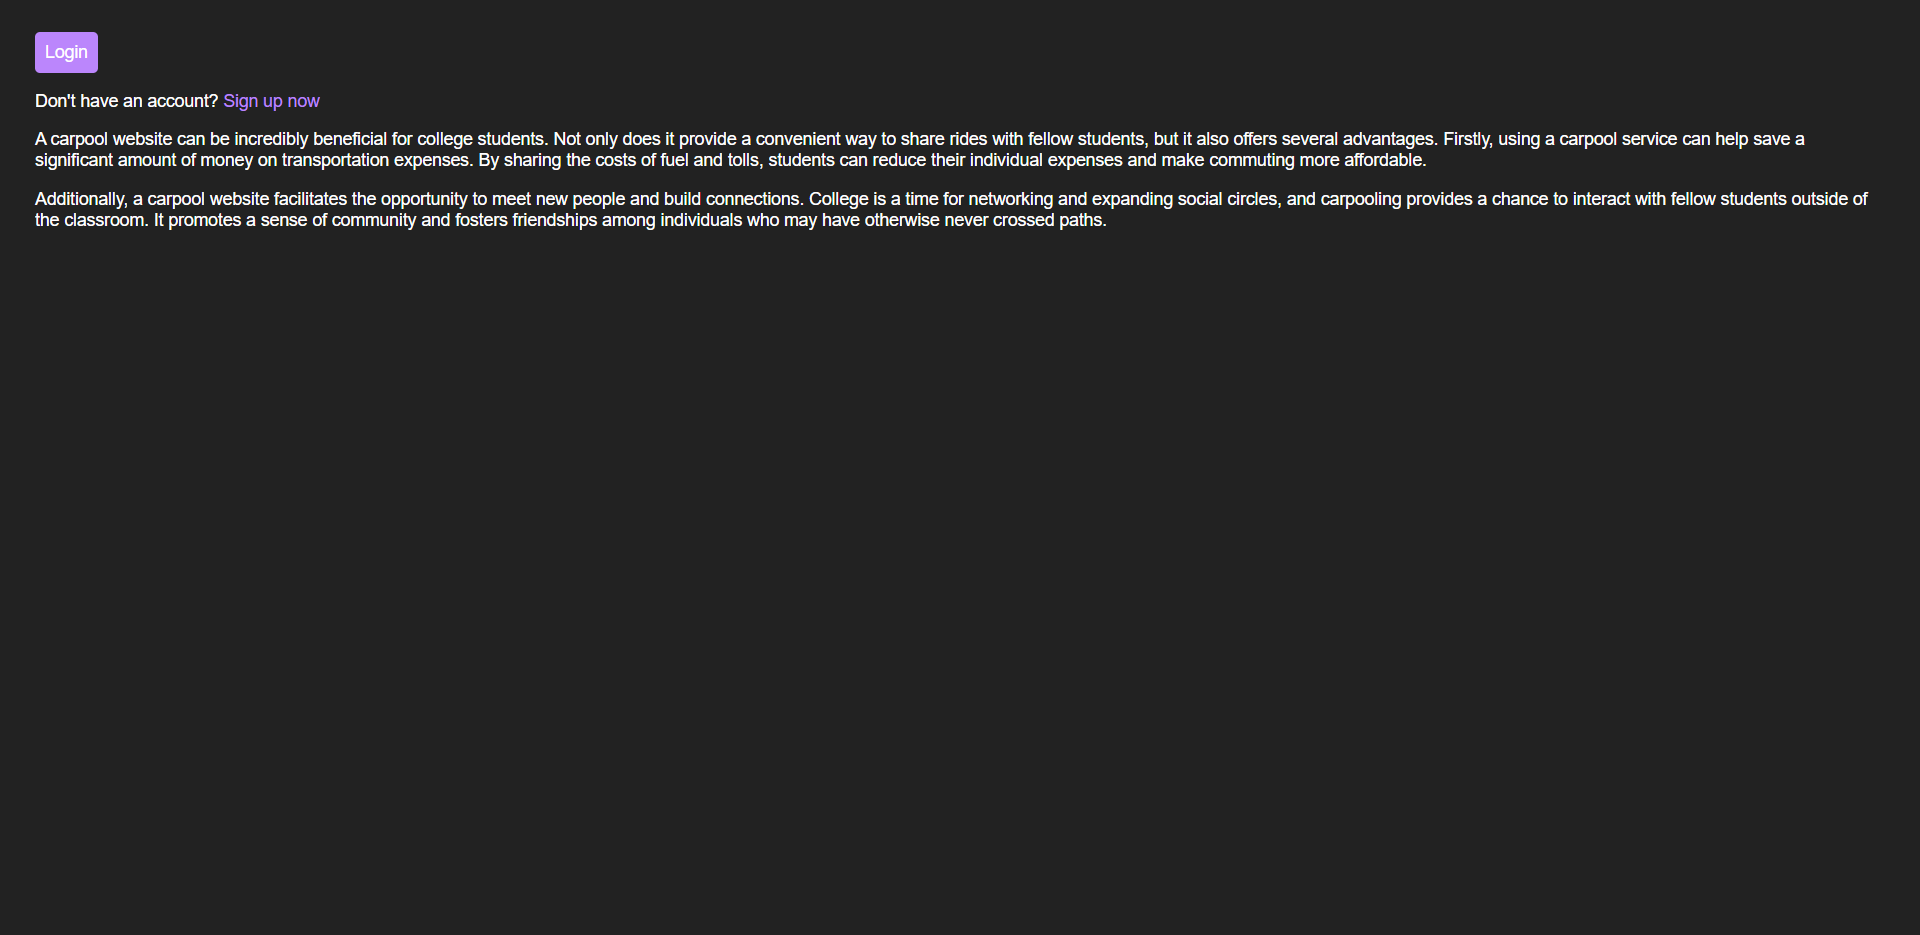 Login
Don't have an account? Sign up now
A carpool website can be incredibly beneficial for college students. Not only does it provide a convenient way to share rides with fellow students, but it also offers several advantages. Firstly, using a carpool service can help save a
significant amount of money on transportation expenses. By sharing the costs of fuel and tolls, students can reduce their individual expenses and make commuting more affordable.
Additionally, a carpool website facilitates the opportunity to meet new people and build connections. College is a time for networking and expanding social circles, and carpooling provides a chance to interact with fellow students outside of
the classroom. It promotes a sense of community and fosters friendships among individuals who may have otherwise never crossed paths.